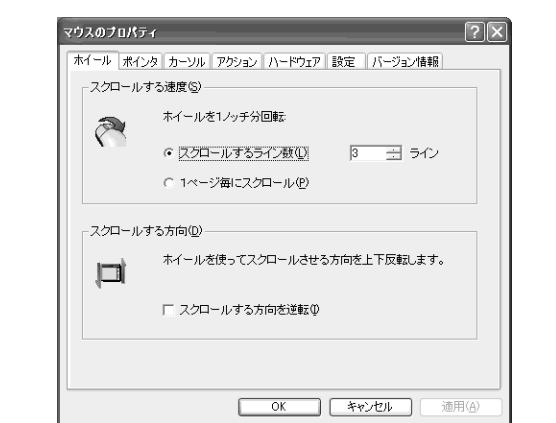 マウスのプロパティ
ホイール ポインタ カーソル アクション ハードウェア 設定 バージョン情報
スクロールする速度(S)
ホイールを1ノッチ分回転:
スクロールするライン数(L) 3 ライン
1ページ毎にスクロール(P)
スクロールする方向(D)
ホイールを使ってスクロールさせる方向を上下反転します。
スクロールする方向を逆転(I)
OK キャンセル 適用(A)